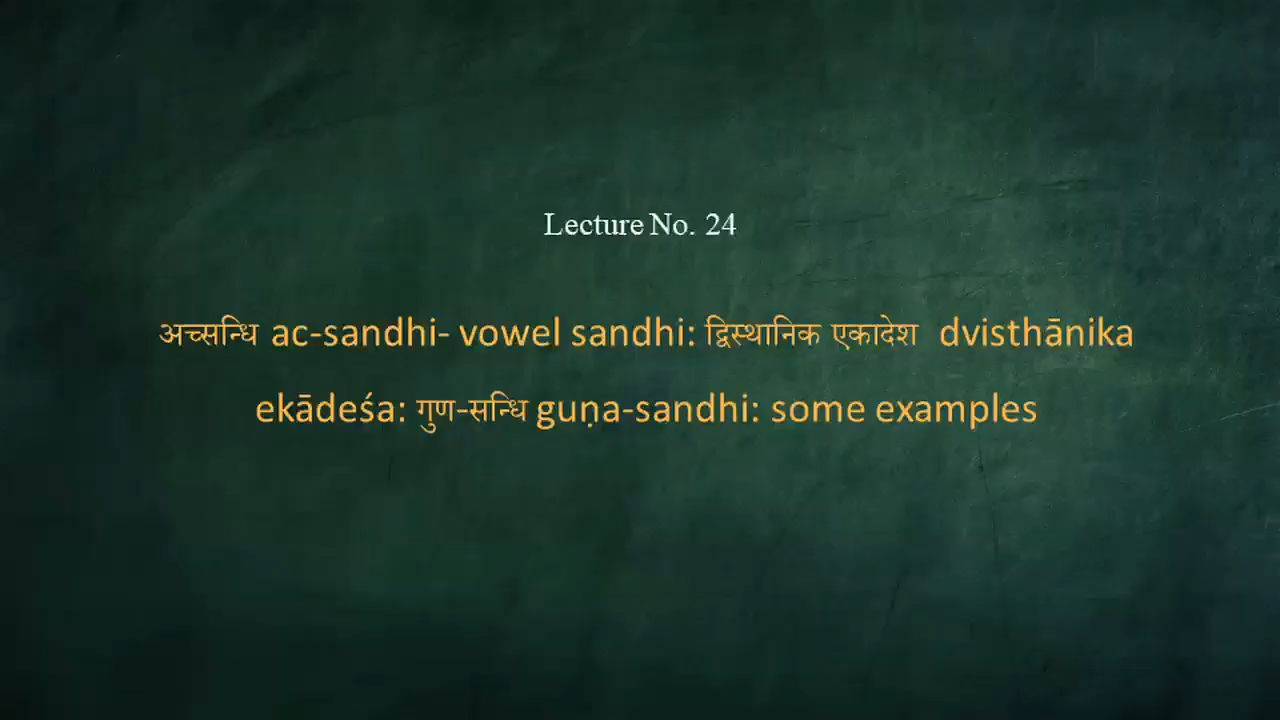 Lecture No. 24
अच्सन्धि ac-sandhi- vowel sandhi: द्विस्थानिक एकादेश dvisthānika
ekādeśa: गुण-सन्धि guṇa-sandhi: some examples